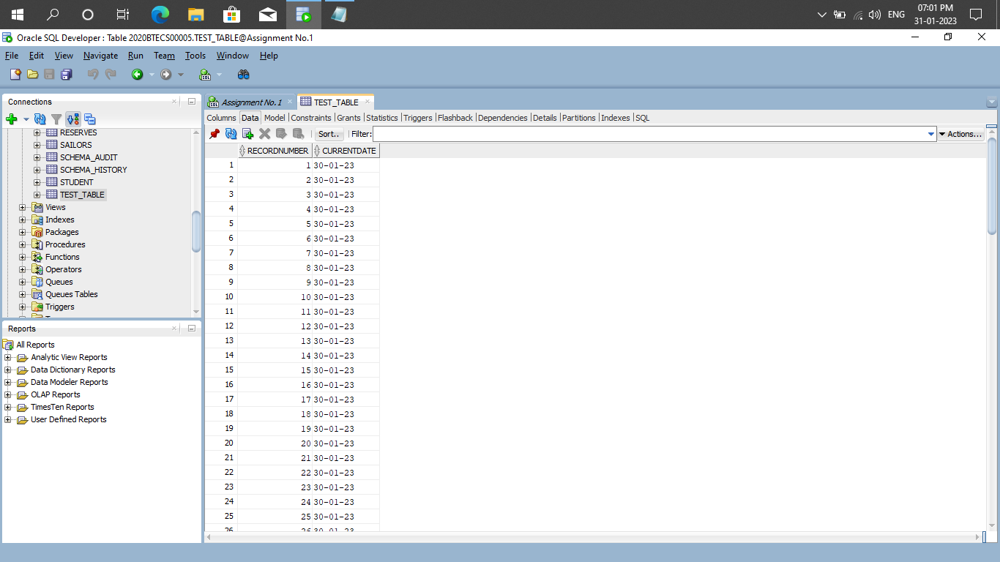 ENG
07:01 PM
31-01-2023
Oracle SQL Developer : Table 2020BTECS00005.TEST_TABLE@Assignment No.1
File Edit View Navigate Run Team Tools Window Help
SQL
Connections
RESERVES
SAILORS
SCHEMA_AUDIT
SCHEMA_HISTORY
STUDENT
TEST_TABLE
Views
Indexes
Packages
Procedures
Functions
Operators
Queues
Queues Tables
Triggers
Reports
All Reports
Analytic View Reports
Data Dictionary Reports
Data Modeler Reports
OLAP Reports
TimesTen Reports
User Defined Reports
SQL Assignment No.1 TEST_TABLE
Columns Data Model Constraints Grants Statistics Triggers Flashback Dependencies Details Partitions Indexes SQL
Sort.. Filter: Actions...
RECORDNUMBER CURRENTDATE
1 1 30-01-23
2 2 30-01-23
3 3 30-01-23
4 4 30-01-23
5 5 30-01-23
6 6 30-01-23
7 7 30-01-23
8 8 30-01-23
9 9 30-01-23
10 10 30-01-23
11 11 30-01-23
12 12 30-01-23
13 13 30-01-23
14 14 30-01-23
15 15 30-01-23
16 16 30-01-23
17 17 30-01-23
18 18 30-01-23
19 19 30-01-23
20 20 30-01-23
21 21 30-01-23
22 22 30-01-23
23 23 30-01-23
24 24 30-01-23
25 25 30-01-23
26 26 30-01-23